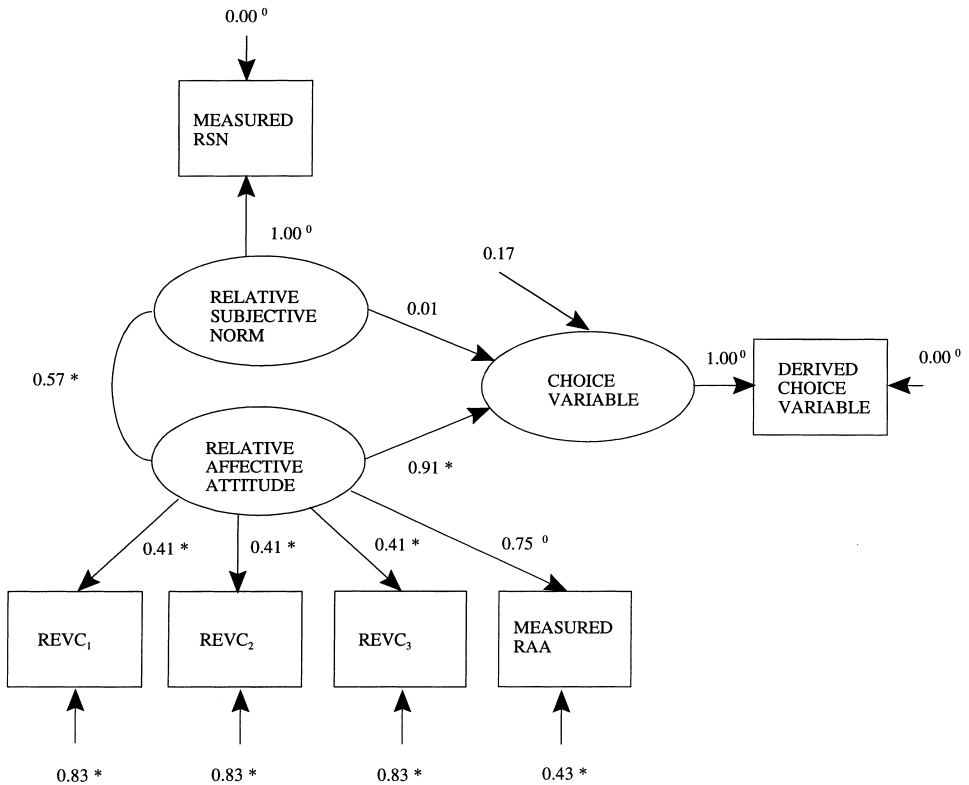 0.00 ⁰
MEASURED
RSN
1.00 ⁰
RELATIVE
SUBJECTIVE
NORM
0.01
0.17
CHOICE
VARIABLE
1.00⁰
DERIVED
CHOICE
VARIABLE
0.00 ⁰
0.57 *
RELATIVE
AFFECTIVE
ATTITUDE
0.91 *
0.41 *
0.41 *
0.41 *
0.75 ⁰
REVC₁
REVC₂
REVC₃
MEASURED
RAA
0.83 *
0.83 *
0.83 *
0.43 *